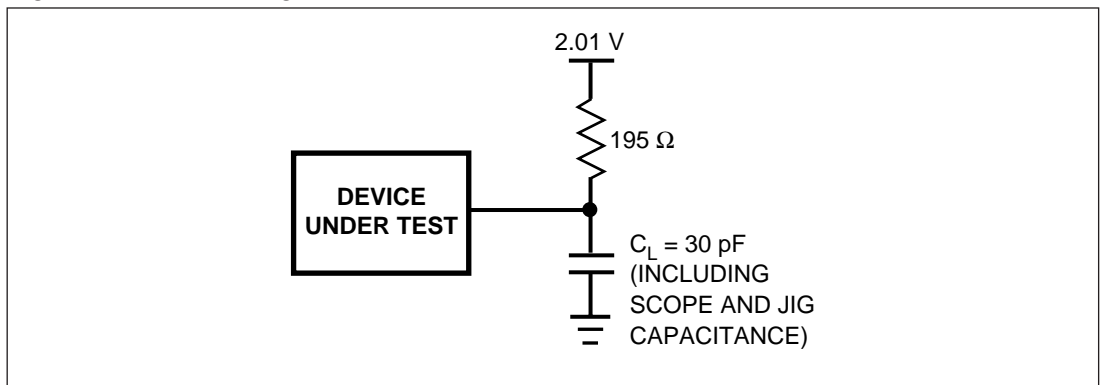 2.01 V
195 Ω
DEVICE
UNDER TEST
C_L = 30 pF
(INCLUDING
SCOPE AND JIG
CAPACITANCE)